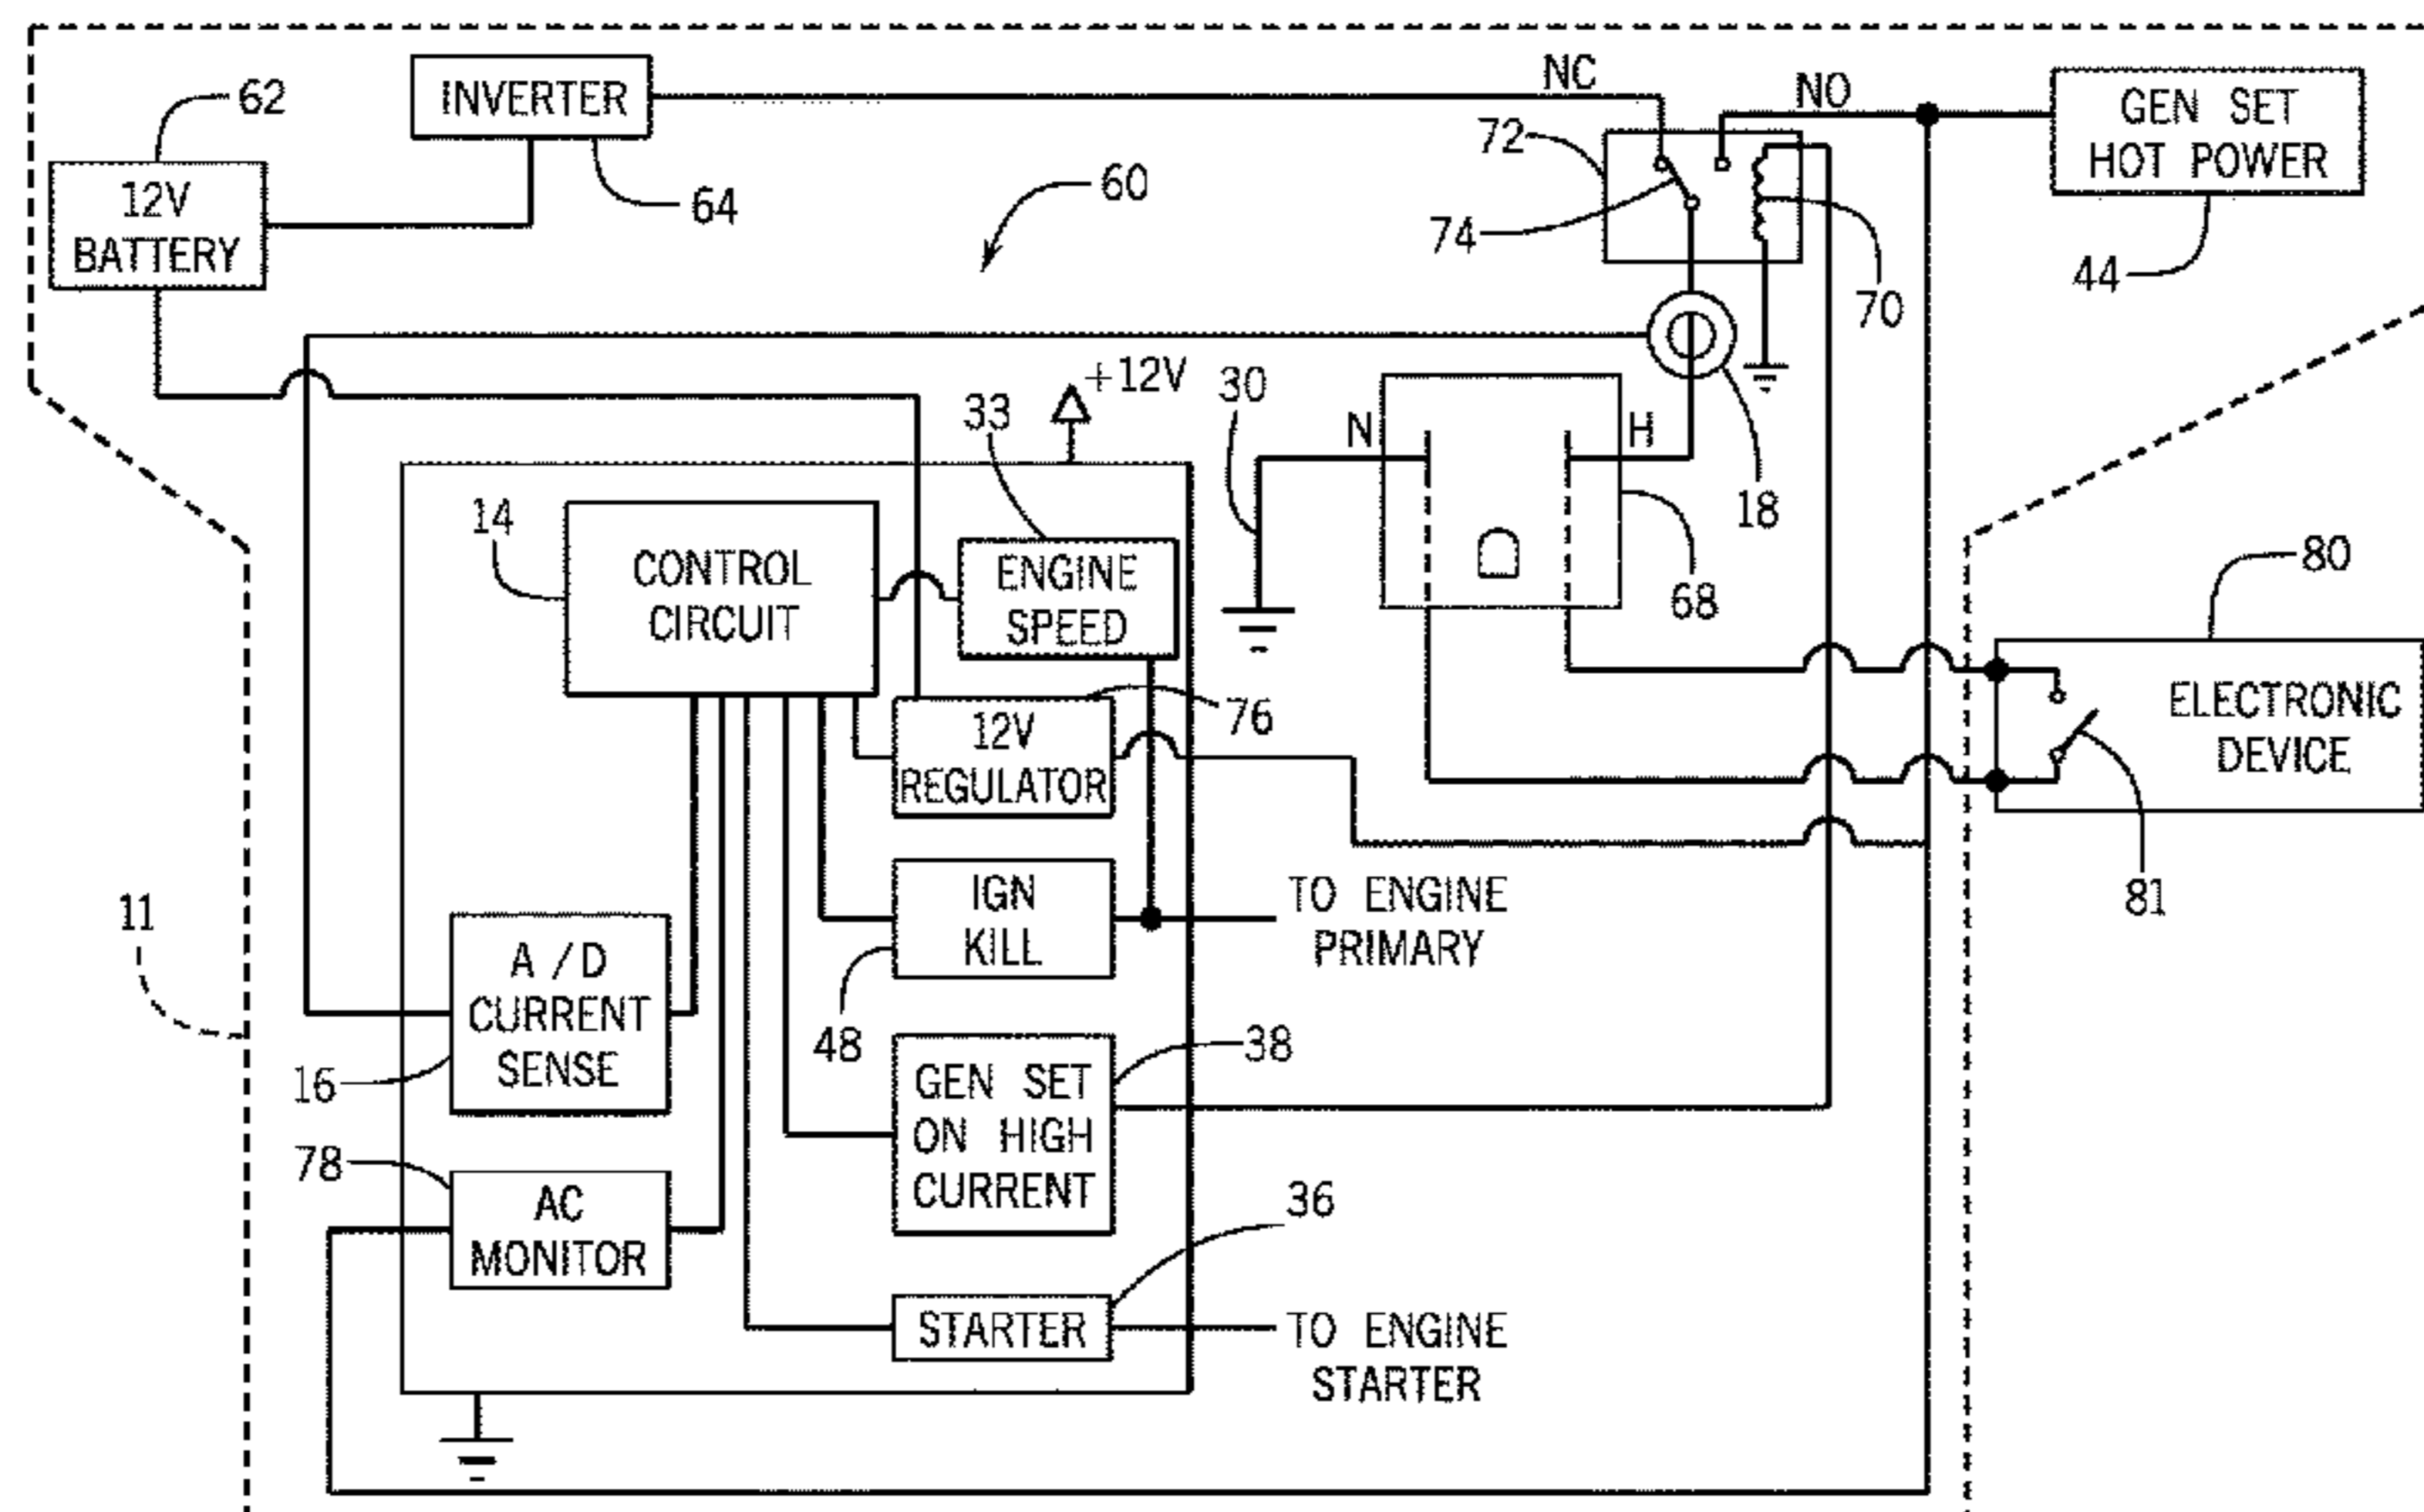 INVERTER
NC
NO
GEN SET
HOT POWER
62
72
12V
BATTERY
64
60
74
70
44
+12V
30
33
N
H
14
18
CONTROL
CIRCUIT
ENGINE
SPEED
68
80
76
12V
REGULATOR
ELECTRONIC
DEVICE
11
IGN
KILL
TO ENGINE
PRIMARY
81
A/D
CURRENT
SENSE
48
38
16
GEN SET
ON HIGH
CURRENT
78
AC
MONITOR
36
STARTER
TO ENGINE
STARTER